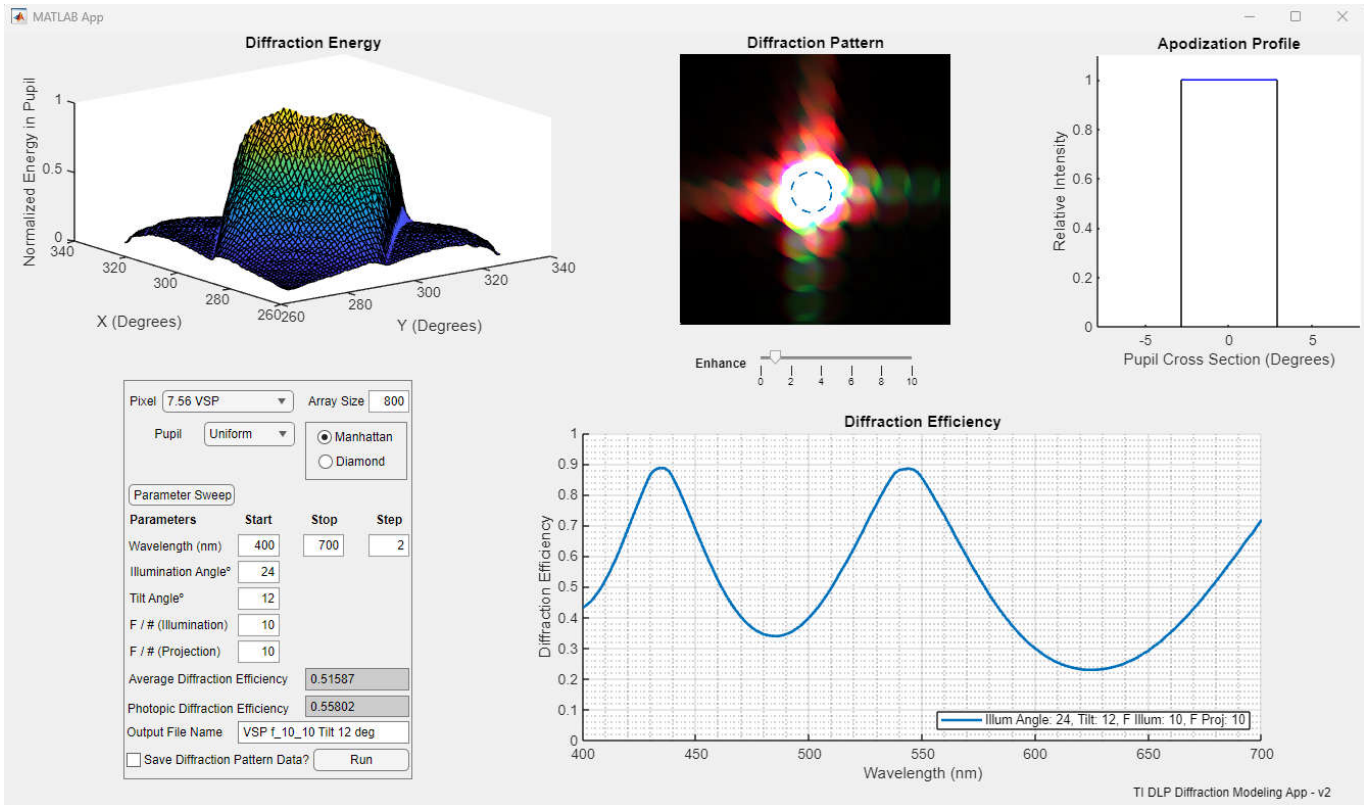 MATLAB App
Diffraction Energy
Normalized Energy in Pupil
1
0.5
0
340
320
300
280
260
X (Degrees)
260
280
300
320
340
Y (Degrees)
Diffraction Pattern
Enhance
0 2 4 6 8 10
Apodization Profile
Relative Intensity
1
0.8
0.6
0.4
0.2
0
-5 0 5
Pupil Cross Section (Degrees)
Pixel 7.56 VSP Array Size 800
Pupil Uniform
Manhattan
Diamond
Parameter Sweep
Parameters Start Stop Step
Wavelength (nm) 400 700 2
Illumination Angle° 24
Tilt Angle° 12
F / # (Illumination) 10
F / # (Projection) 10
Average Diffraction Efficiency 0.51587
Photopic Diffraction Efficiency 0.55802
Output File Name VSP f_10_10 Tilt 12 deg
Save Diffraction Pattern Data? Run
Diffraction Efficiency
Diffraction Efficiency
1
0.9
0.8
0.7
0.6
0.5
0.4
0.3
0.2
0.1
0
400 450 500 550 600 650 700
Wavelength (nm)
Illum Angle: 24, Tilt: 12, F Illum: 10, F Proj: 10
TI DLP Diffraction Modeling App - v2